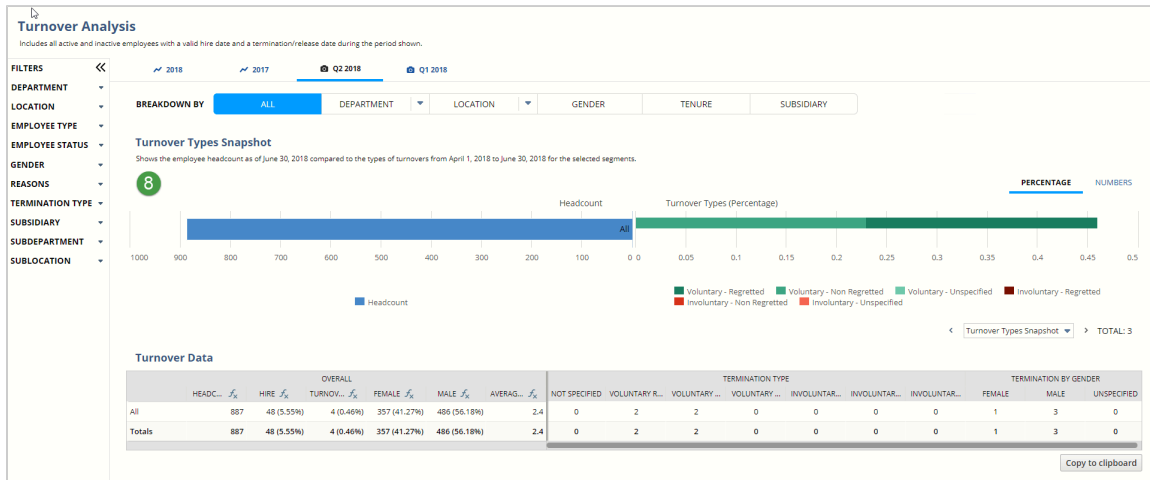 Turnover Analysis
Includes all active and inactive employees with a valid hire date and a termination/release date during the period shown.
FILTERS
DEPARTMENT
LOCATION
EMPLOYEE TYPE
EMPLOYEE STATUS
GENDER
REASONS
TERMINATION TYPE
SUBSIDIARY
SUBDEPARTMENT
SUBLOCATION
2018 2017 Q2 2018 Q1 2018
BREAKDOWN BY ALL DEPARTMENT LOCATION GENDER TENURE SUBSIDIARY
Turnover Types Snapshot
Shows the employee headcount as of June 30, 2018 compared to the types of turnovers from April 1, 2018 to June 30, 2018 for the selected segments.
8
PERCENTAGE NUMBERS
Headcount Turnover Types (Percentage)
All
1000 900 800 700 600 500 400 300 200 100 0 0 0.05 0.1 0.15 0.2 0.25 0.3 0.35 0.4 0.45 0.5
Headcount
Voluntary - Regretted Voluntary - Non Regretted Voluntary - Unspecified Involuntary - Regretted
Involuntary - Non Regretted Involuntary - Unspecified
< Turnover Types Snapshot > TOTAL: 3
Turnover Data
OVERALL TERMINATION TYPE TERMINATION BY GENDER
HEADC... fx HIRE fx TURNOV... fx FEMALE fx MALE fx AVERAG... fx NOT SPECIFIED VOLUNTARY R... VOLUNTARY ... VOLUNTARY ... INVOLUNTAR... INVOLUNTAR... INVOLUNTAR... FEMALE MALE UNSPECIFIED
All 887 48 (5.55%) 4 (0.46%) 357 (41.27%) 486 (56.18%) 2.4 0 2 2 0 0 0 0 1 3 0
Totals 887 48 (5.55%) 4 (0.46%) 357 (41.27%) 486 (56.18%) 2.4 0 2 2 0 0 0 0 1 3 0
Copy to clipboard